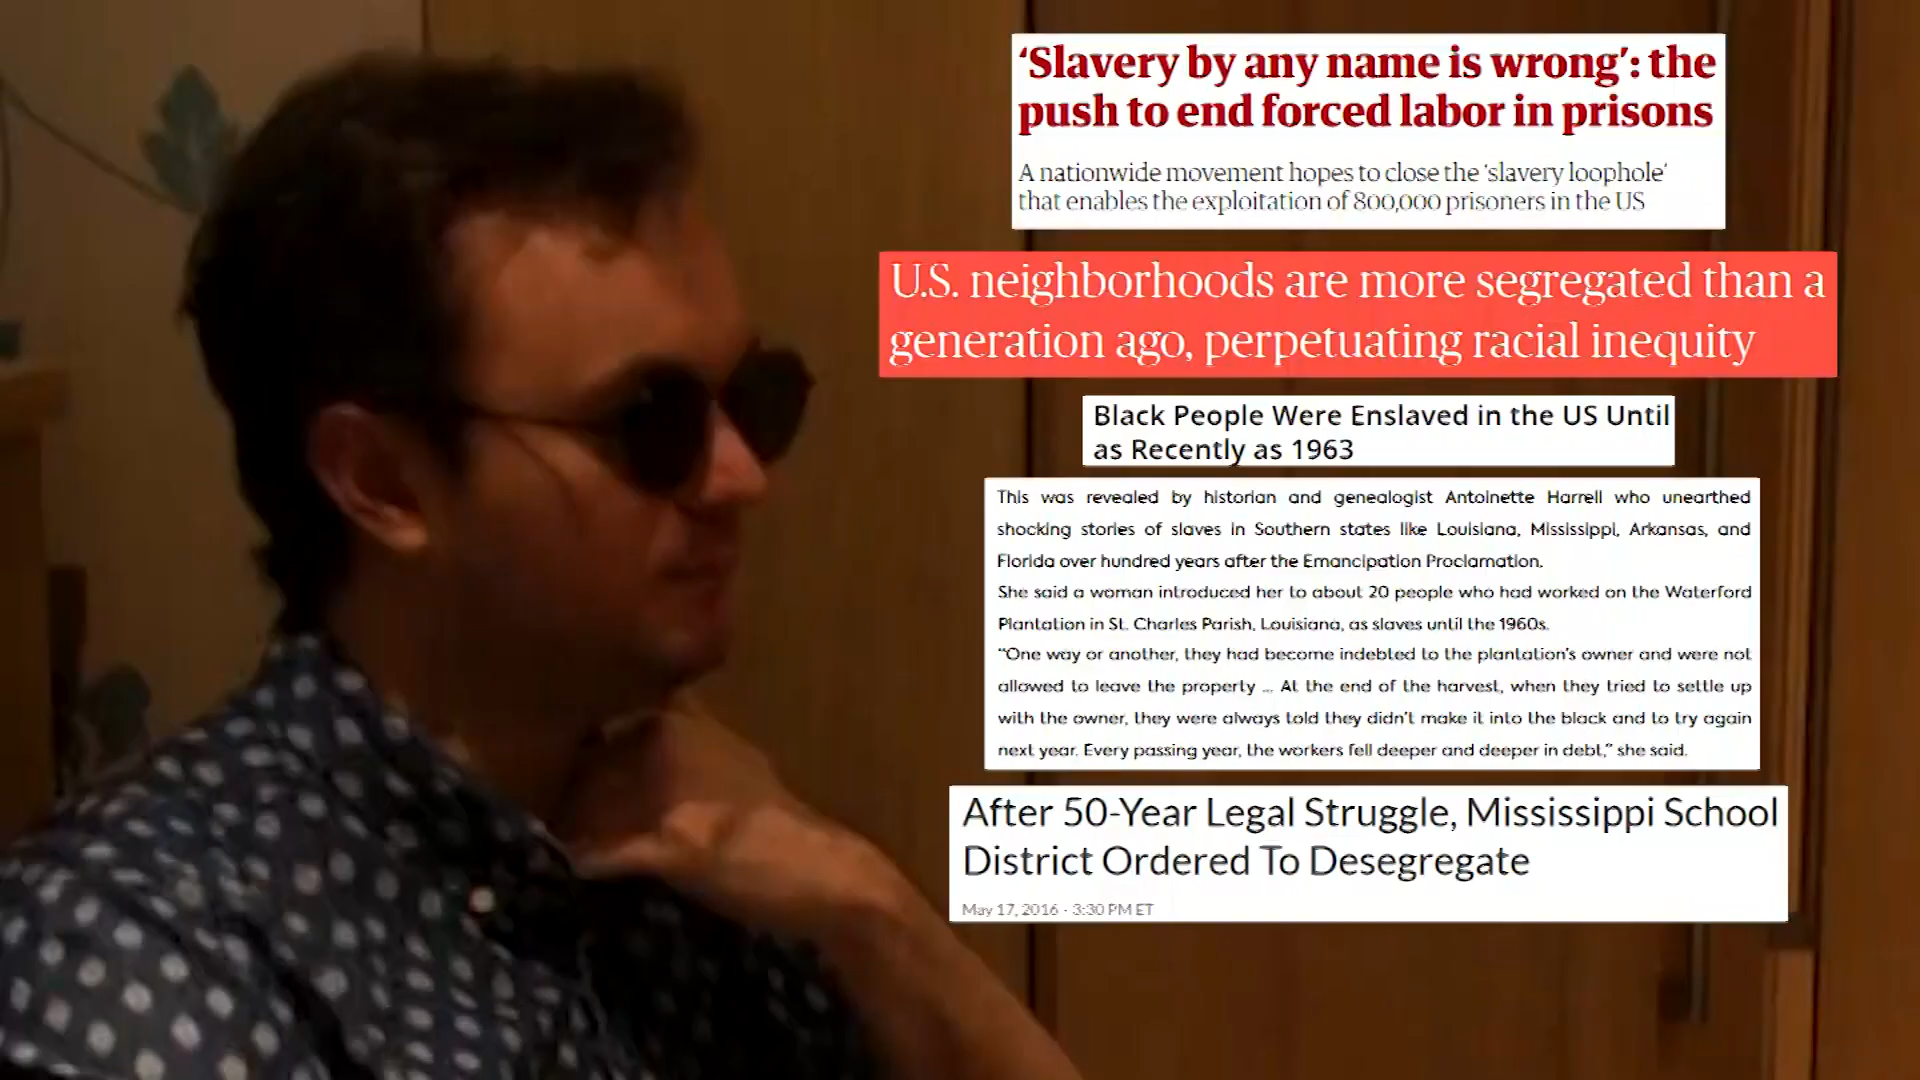 ‘Slavery by any name is wrong’: the
push to end forced labor in prisons
A nationwide movement hopes to close the ‘slavery loophole’
that enables the exploitation of 800,000 prisoners in the US
U.S. neighborhoods are more segregated than a
generation ago, perpetuating racial inequity
Black People Were Enslaved in the US Until
as Recently as 1963
This was revealed by historian and genealogist Antoinette Harrell who unearthed
shocking stories of slaves in Southern states like Louisiana, Mississippi, Arkansas, and
Florida over hundred years after the Emancipation Proclamation.
She said a woman introduced her to about 20 people who had worked on the Waterford
Plantation in St. Charles Parish, Louisiana, as slaves until the 1960s.
“One way or another, they had become indebted to the plantation’s owner and were not
allowed to leave the property ... At the end of the harvest, when they tried to settle up
with the owner, they were always told they didn’t make it into the black and to try again
next year. Every passing year, the workers fell deeper and deeper in debt,” she said.
After 50-Year Legal Struggle, Mississippi School
District Ordered To Desegregate
May 17, 2016 · 3:30 PM ET